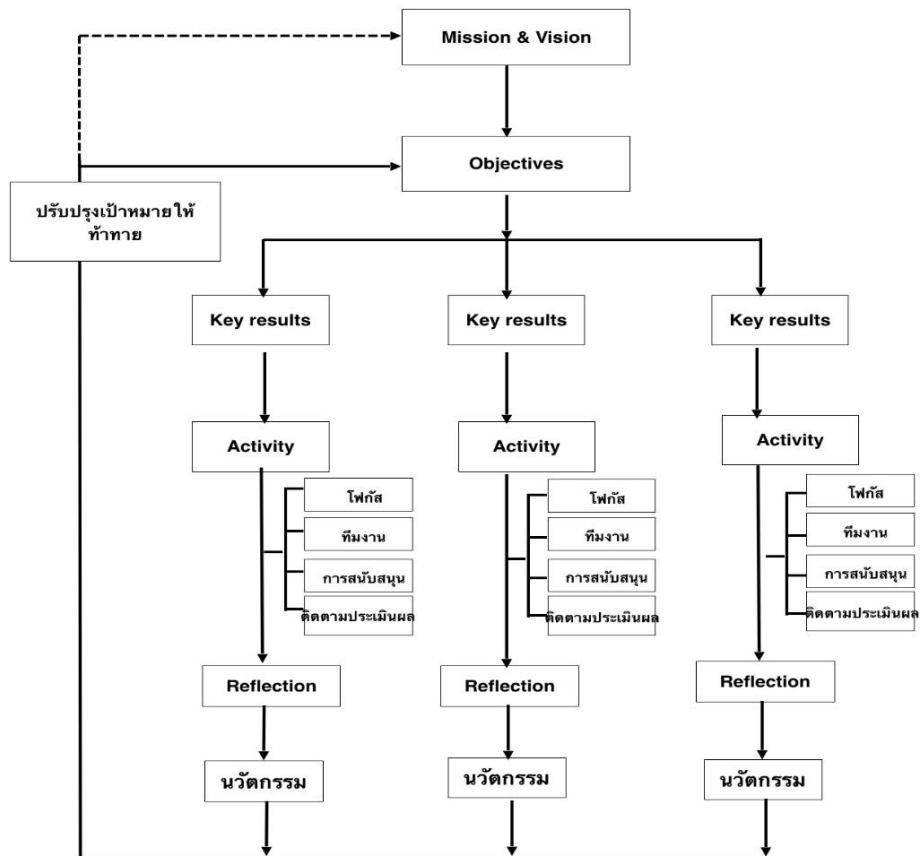 Mission & Vision
Objectives
ปรับปรุงเป้าหมายให้
ท้าทาย
Key results
Key results
Key results
Activity
Activity
Activity
โฟกัส
ทีมงาน
การสนับสนุน
ติดตามประเมินผล
โฟกัส
ทีมงาน
การสนับสนุน
ติดตามประเมินผล
โฟกัส
ทีมงาน
การสนับสนุน
ติดตามประเมินผล
Reflection
Reflection
Reflection
นวัตกรรม
นวัตกรรม
นวัตกรรม